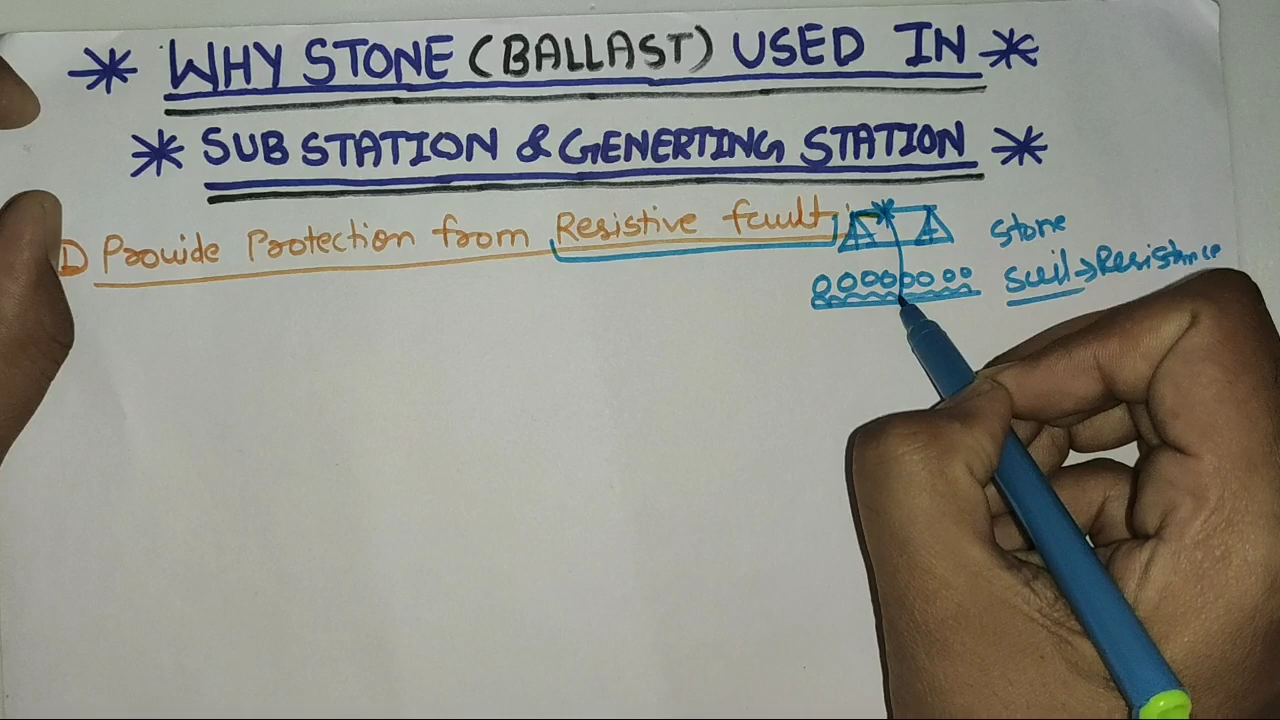 * WHY STONE (BALLAST) USED IN *
* SUB STATION & GENERTING STATION *
1) Provide Protection from Resistive fault;
Stone
Soil → Resistance